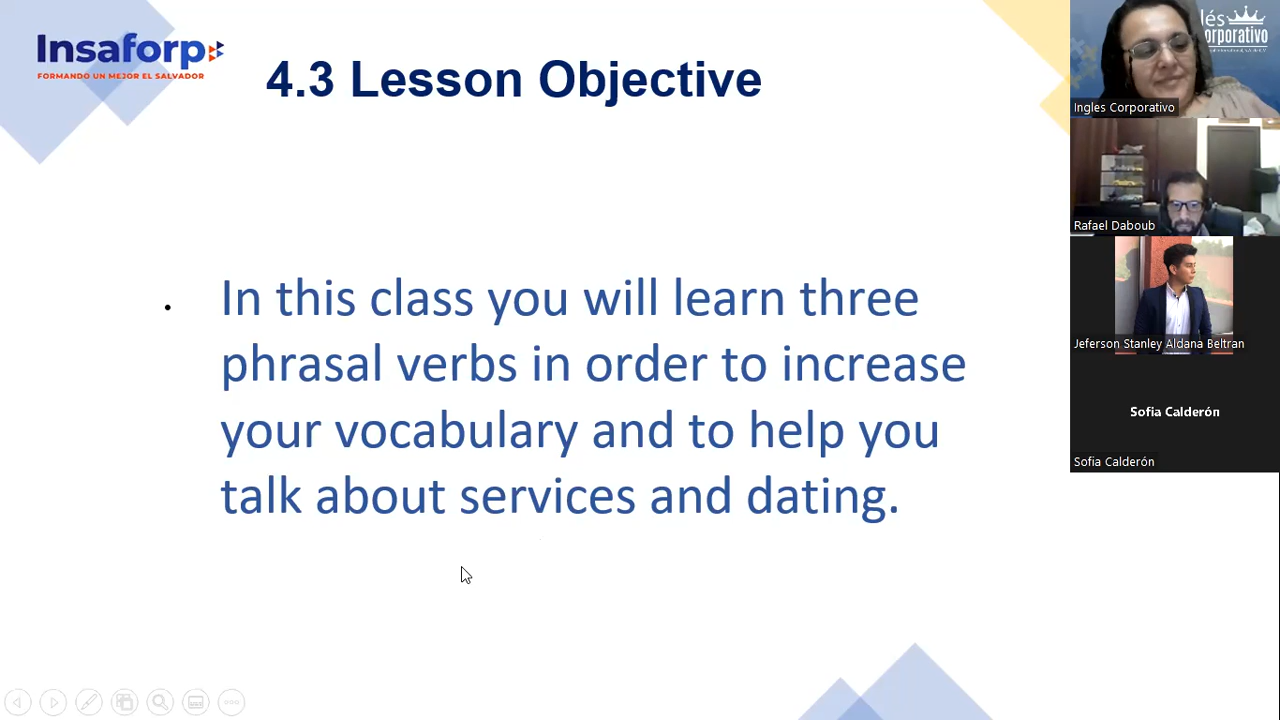 Insaforp
FORMANDO UN MEJOR EL SALVADOR
4.3 Lesson Objective
• In this class you will learn three
phrasal verbs in order to increase
your vocabulary and to help you
talk about services and dating.
lés
orporativo
Ingles Corporativo
Rafael Daboub
Jeferson Stanley Aldana Beltran
Sofia Calderón
Sofia Calderón